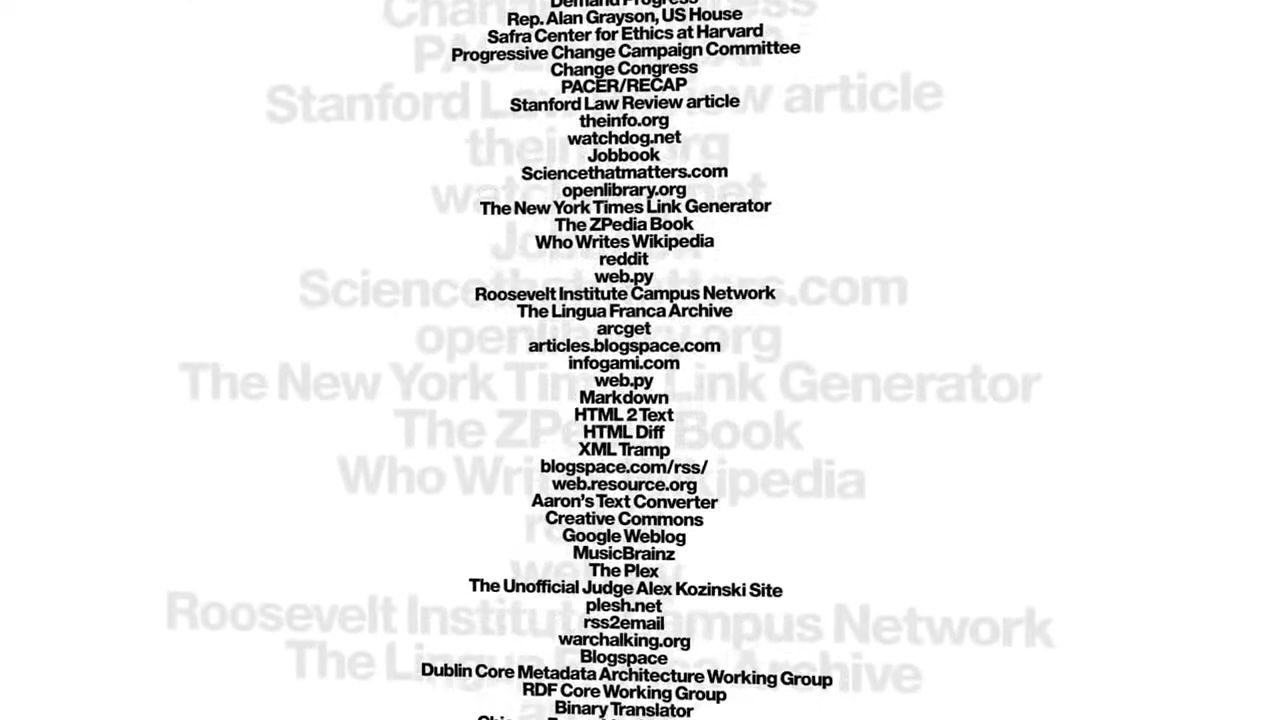 Demand Progress
Rep. Alan Grayson, US House
Safra Center for Ethics at Harvard
Progressive Change Campaign Committee
Change Congress
PACER/RECAP
Stanford Law Review article
theinfo.org
watchdog.net
Jobbook
Sciencethatmatters.com
openlibrary.org
The New York Times Link Generator
The ZPedia Book
Who Writes Wikipedia
reddit
web.py
Roosevelt Institute Campus Network
The Lingua Franca Archive
arcget
articles.blogspace.com
infogami.com
web.py
Markdown
HTML 2 Text
HTML Diff
XML Tramp
blogspace.com/rss/
web.resource.org
Aaron's Text Converter
Creative Commons
Google Weblog
MusicBrainz
The Plex
The Unofficial Judge Alex Kozinski Site
plesh.net
rss2email
warchalking.org
Blogspace
Dublin Core Metadata Architecture Working Group
RDF Core Working Group
Binary Translator